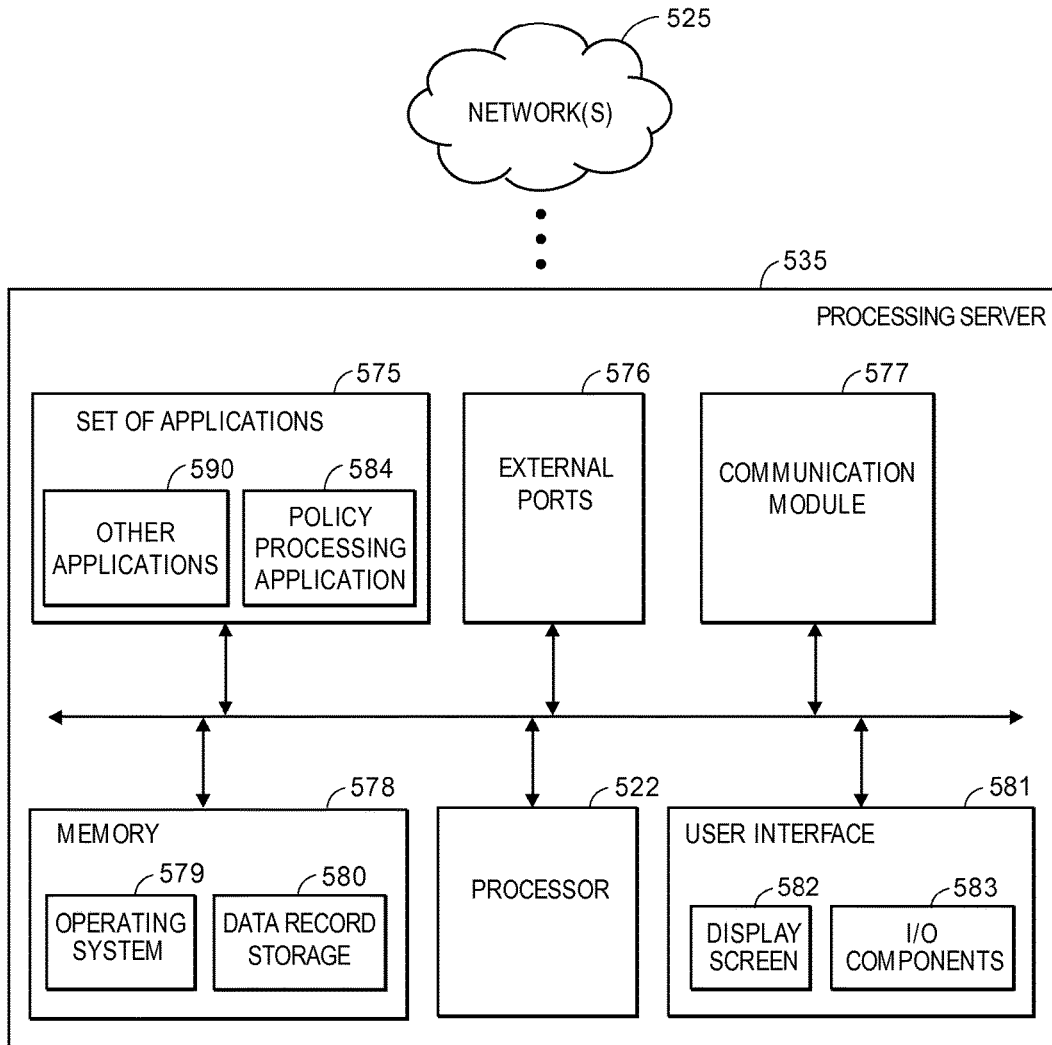 525
NETWORK(S)
535
PROCESSING SERVER
575
SET OF APPLICATIONS
590
OTHER
APPLICATIONS
584
POLICY
PROCESSING
APPLICATION
576
EXTERNAL
PORTS
577
COMMUNICATION
MODULE
578
MEMORY
579
OPERATING
SYSTEM
580
DATA RECORD
STORAGE
522
PROCESSOR
581
USER INTERFACE
582
DISPLAY
SCREEN
583
I/O
COMPONENTS